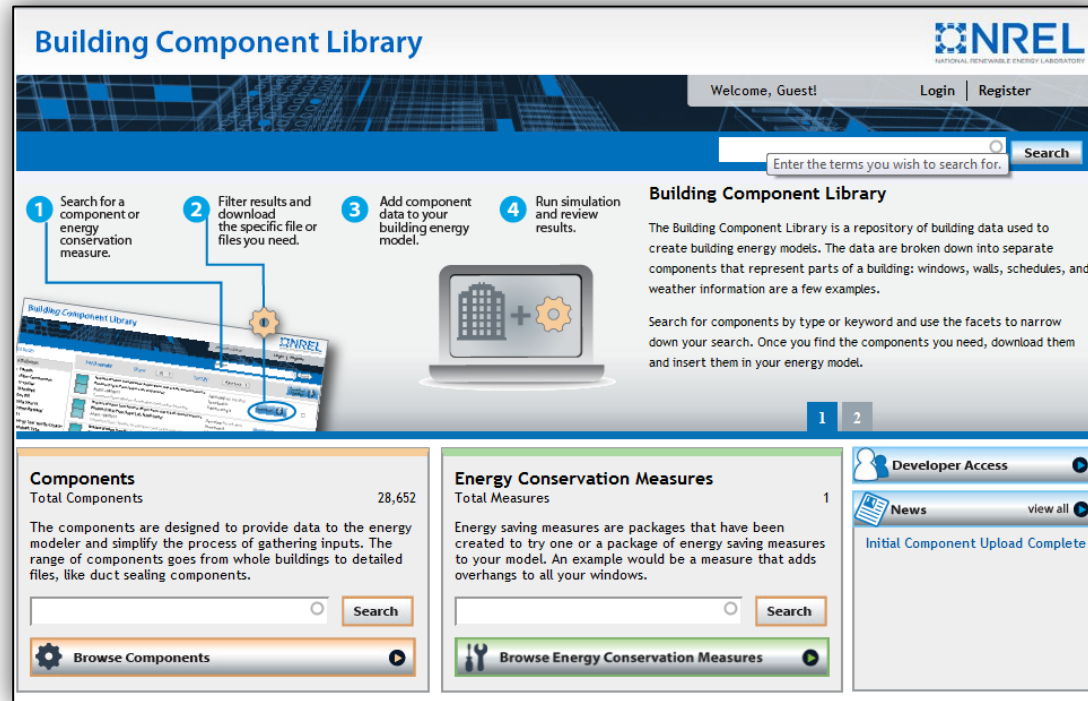 Building Component Library
NREL
NATIONAL RENEWABLE ENERGY LABORATORY
Welcome, Guest!
Login
Register
Search
Enter the terms you wish to search for.
1
Search for a
component or
energy
conservation
measure.
2
Filter results and
download
the specific file or
files you need.
3
Add component
data to your
building energy
model.
4
Run simulation
and review
results.
Building Component Library
NREL
Building Component Library
The Building Component Library is a repository of building data used to
create building energy models. The data are broken down into separate
components that represent parts of a building: windows, walls, schedules, and
weather information are a few examples.
Search for components by type or keyword and use the facets to narrow
down your search. Once you find the components you need, download them
and insert them in your energy model.
1
2
Components
Total Components 28,652
The components are designed to provide data to the energy
modeler and simplify the process of gathering inputs. The
range of components goes from whole buildings to detailed
files, like duct sealing components.
Search
Browse Components
Energy Conservation Measures
Total Measures 1
Energy saving measures are packages that have been
created to try one or a package of energy saving measures
to your model. An example would be a measure that adds
overhangs to all your windows.
Search
Browse Energy Conservation Measures
Developer Access
News view all
Initial Component Upload Complete